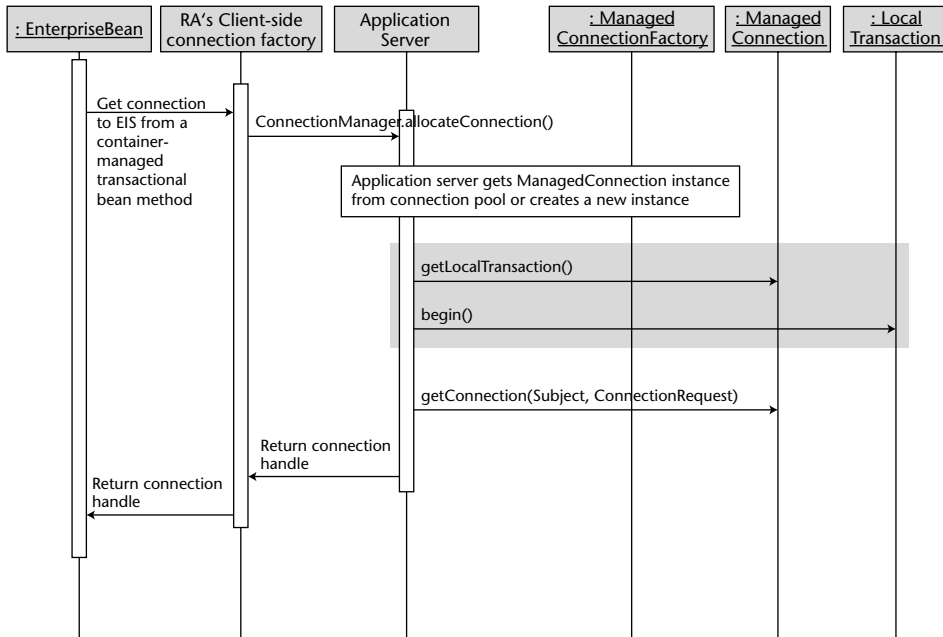 : EnterpriseBean
RA's Client-side
connection factory
Application
Server
: Managed
ConnectionFactory
: Managed
Connection
: Local
Transaction
Get connection
to EIS from a
container-
managed
transactional
bean method
ConnectionManager.allocateConnection()
Application server gets ManagedConnection instance
from connection pool or creates a new instance
getLocalTransaction()
begin()
getConnection(Subject, ConnectionRequest)
Return connection
handle
Return connection
handle